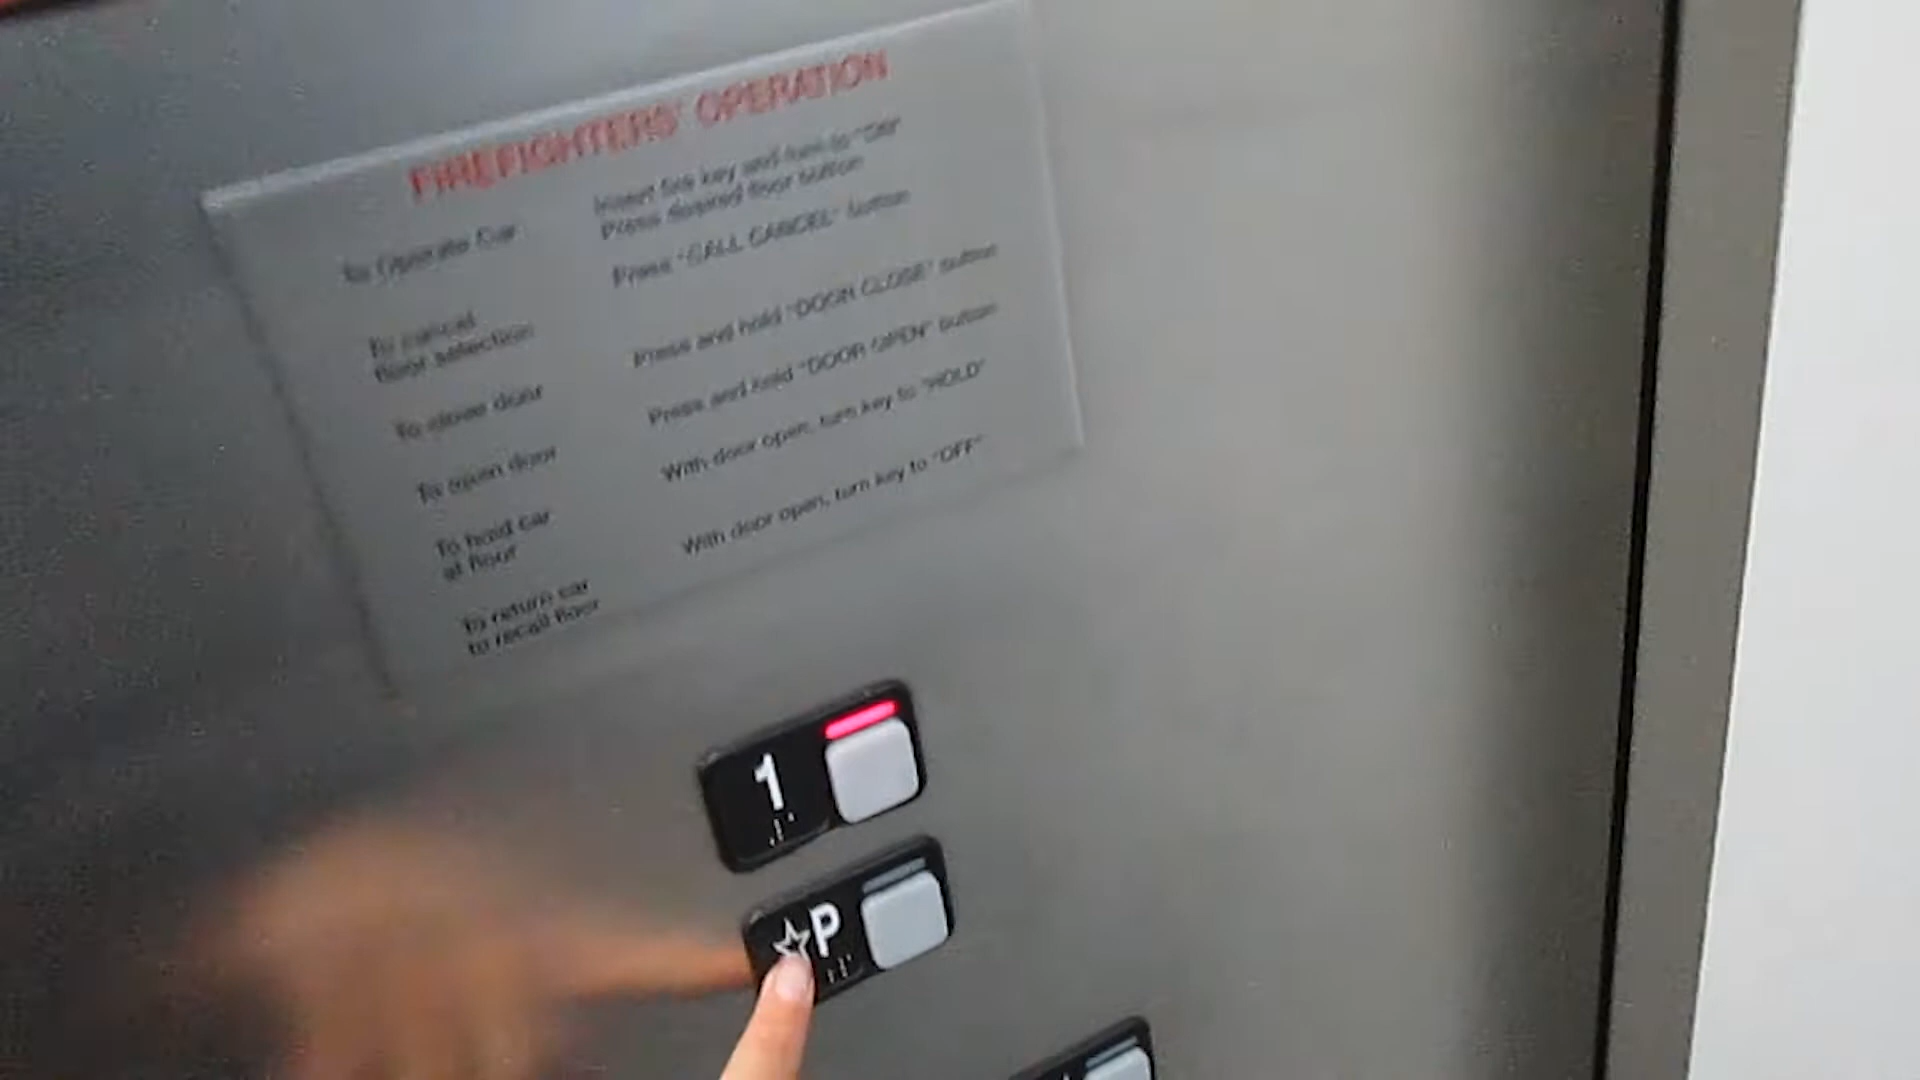 FIREFIGHTERS' OPERATION
To Operate Car
Insert fire key and turn to "ON"
Press desired floor button
To cancel
floor selection
Press "CALL CANCEL" button
To close door
Press and hold "DOOR CLOSE" button
To open door
Press and hold "DOOR OPEN" button
To hold car
at floor
With door open, turn key to "HOLD"
To return car
to recall floor
With door open, turn key to "OFF"
1
☆P